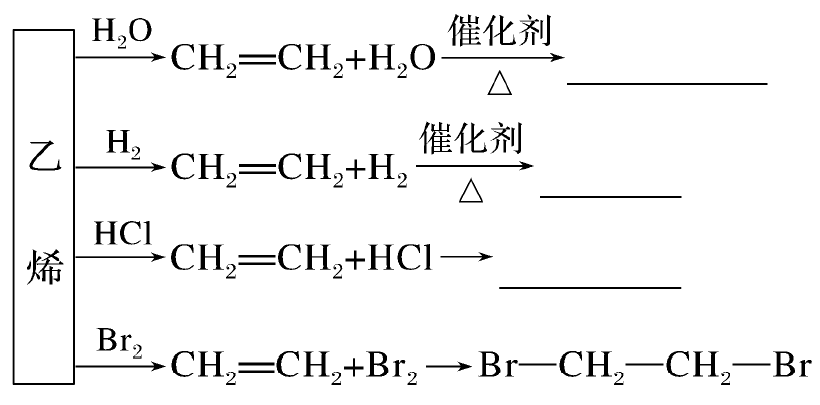 乙烯
H₂O CH₂=CH₂+H₂O 催化剂 △
H₂ CH₂=CH₂+H₂ 催化剂 △
HCl CH₂=CH₂+HCl
Br₂ CH₂=CH₂+Br₂ Br—CH₂—CH₂—Br